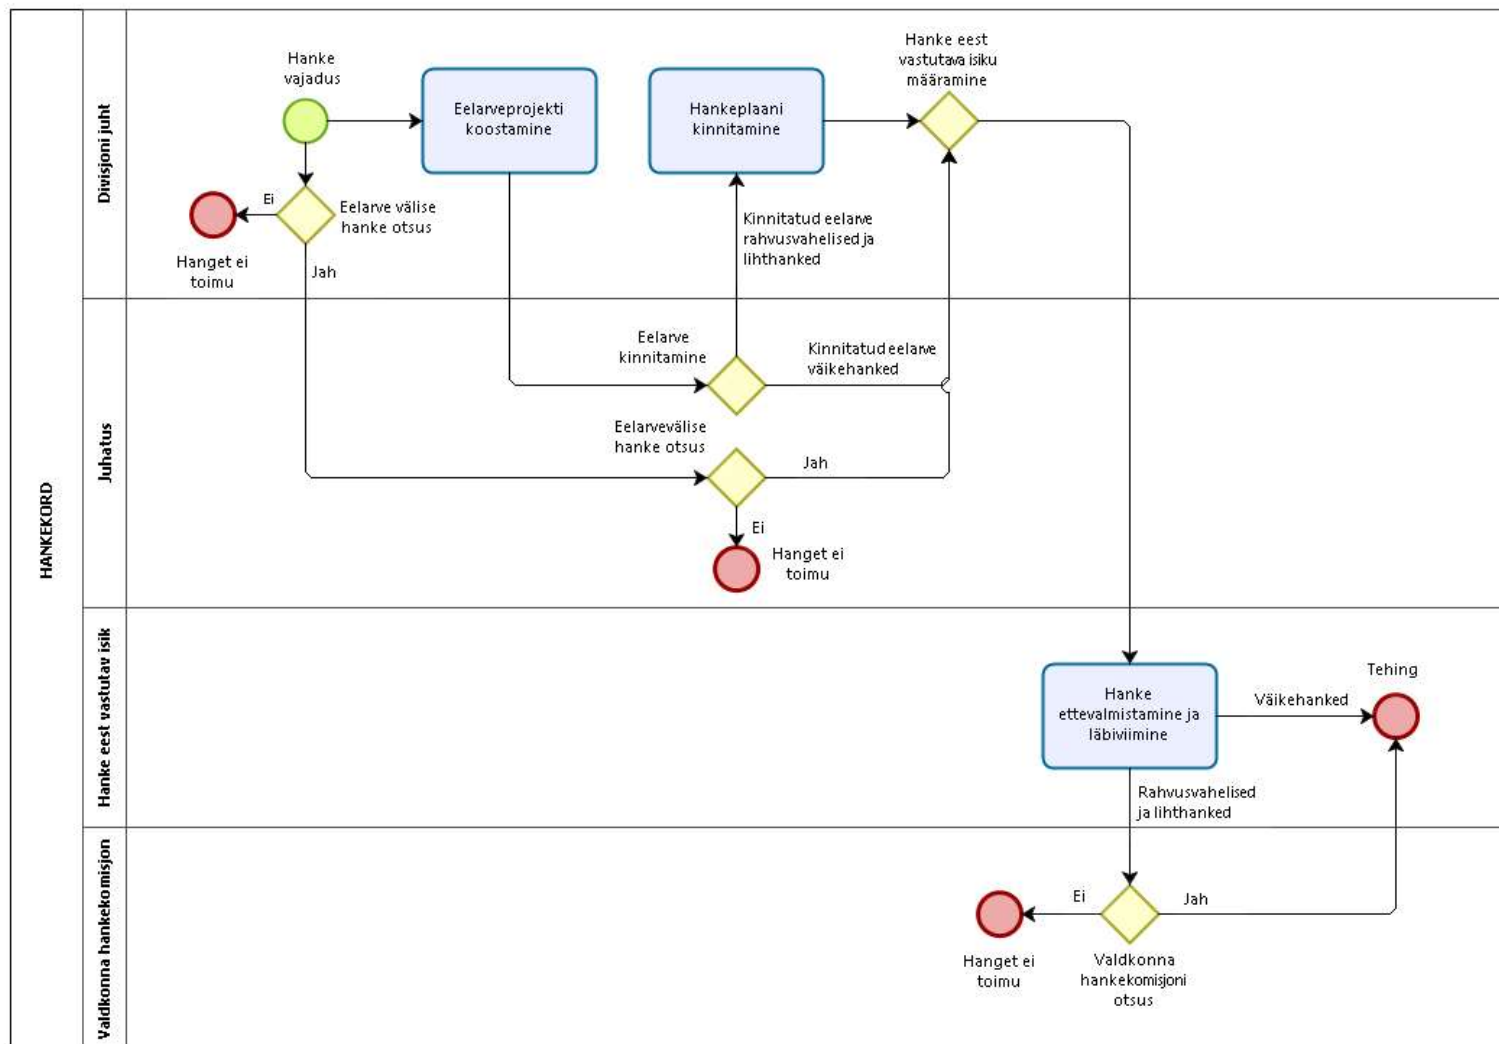 HANKEKORD
Divisjoni juht
Hanke
vajadus
Eelarveprojekti
koostamine
Hankeplaani
kinnitamine
Hanke eest
vastutava isiku
määramine
Ei
Eelarve välise
hanke otsus
Hanget ei
toimu
Jah
Kinnitatud eelarve
rahvusvahelised ja
lihthanked
Juhatus
Eelarve
kinnitamine
Kinnitatud eelarve
väikehanked
Eelarvevälise
hanke otsus
Jah
Ei
Hanget ei
toimu
Hanke eest vastutav isik
Hanke
ettevalmistamine ja
läbiviimine
Väikehanked
Tehing
Rahvusvahelised
ja lihthanked
Valdkonna hankekomisjon
Ei
Jah
Hanget ei
toimu
Valdkonna
hankekomisjoni
otsus